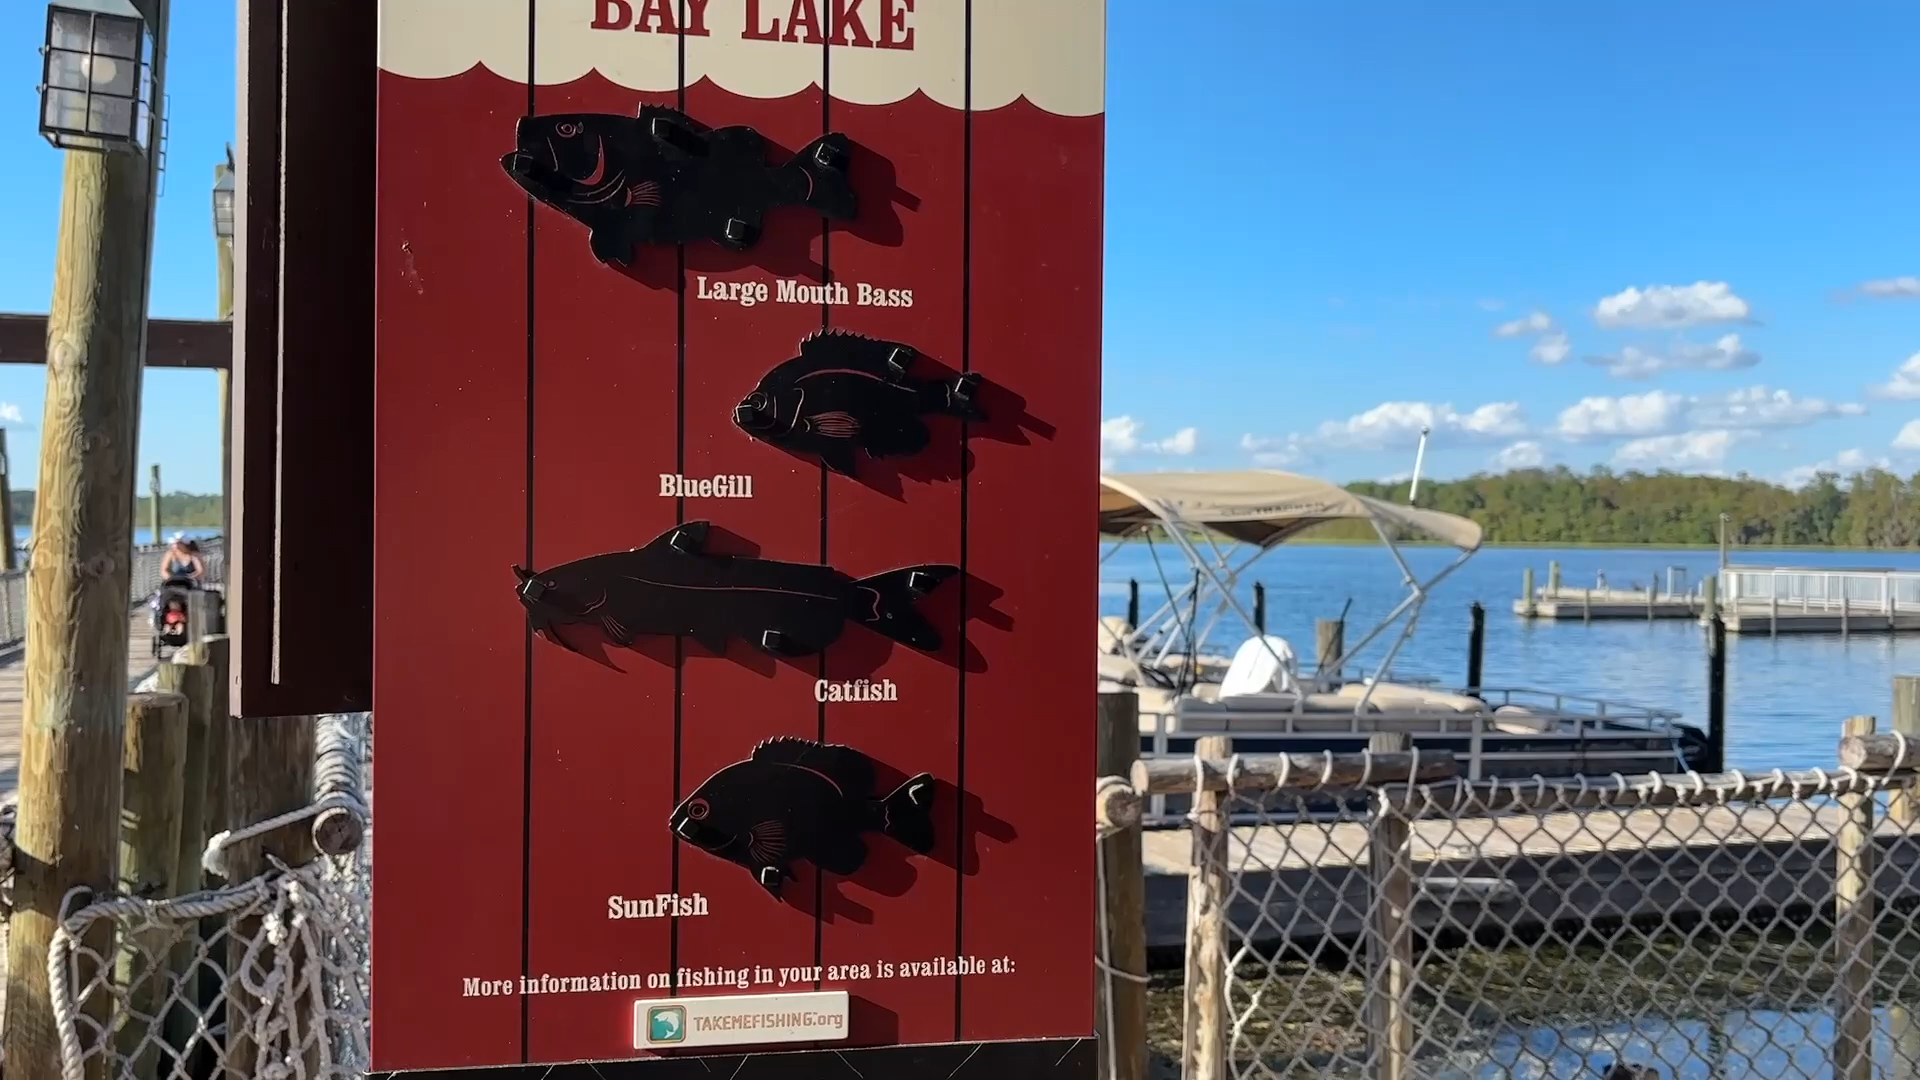 BAY LAKE
Large Mouth Bass
BlueGill
Catfish
SunFish
More information on fishing in your area is available at:
TAKEMEFISHING.org